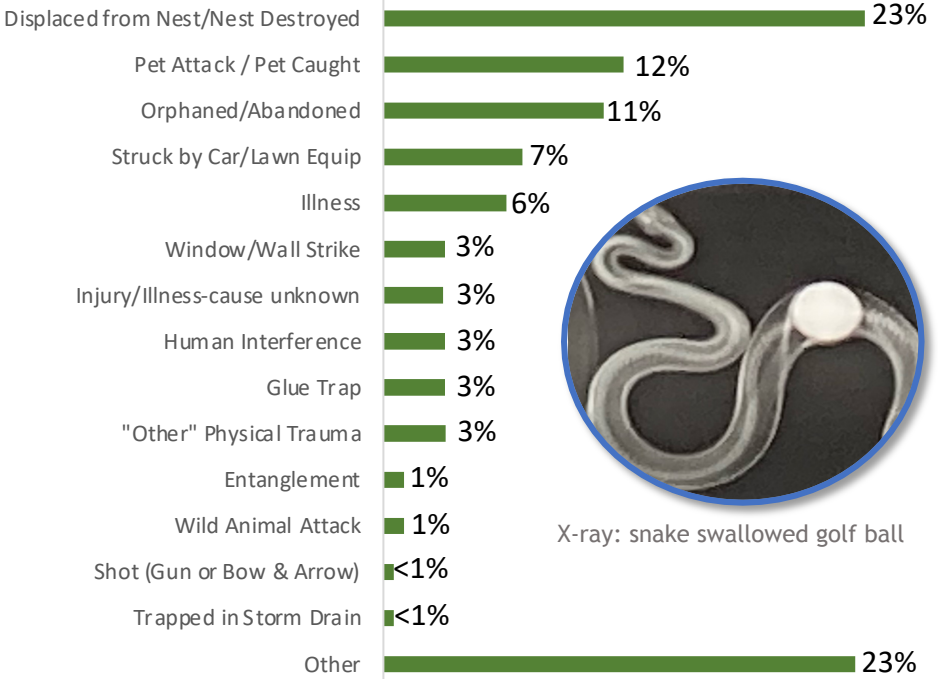 Displaced from Nest/Nest Destroyed 23%
Pet Attack / Pet Caught 12%
Orphaned/Abandoned 11%
Struck by Car/Lawn Equip 7%
Illness 6%
Window/Wall Strike 3%
Injury/Illness-cause unknown 3%
Human Interference 3%
Glue Trap 3%
"Other" Physical Trauma 3%
Entanglement 1%
Wild Animal Attack 1%
X-ray: snake swallowed golf ball
Shot (Gun or Bow & Arrow) <1%
Trapped in Storm Drain <1%
Other 23%